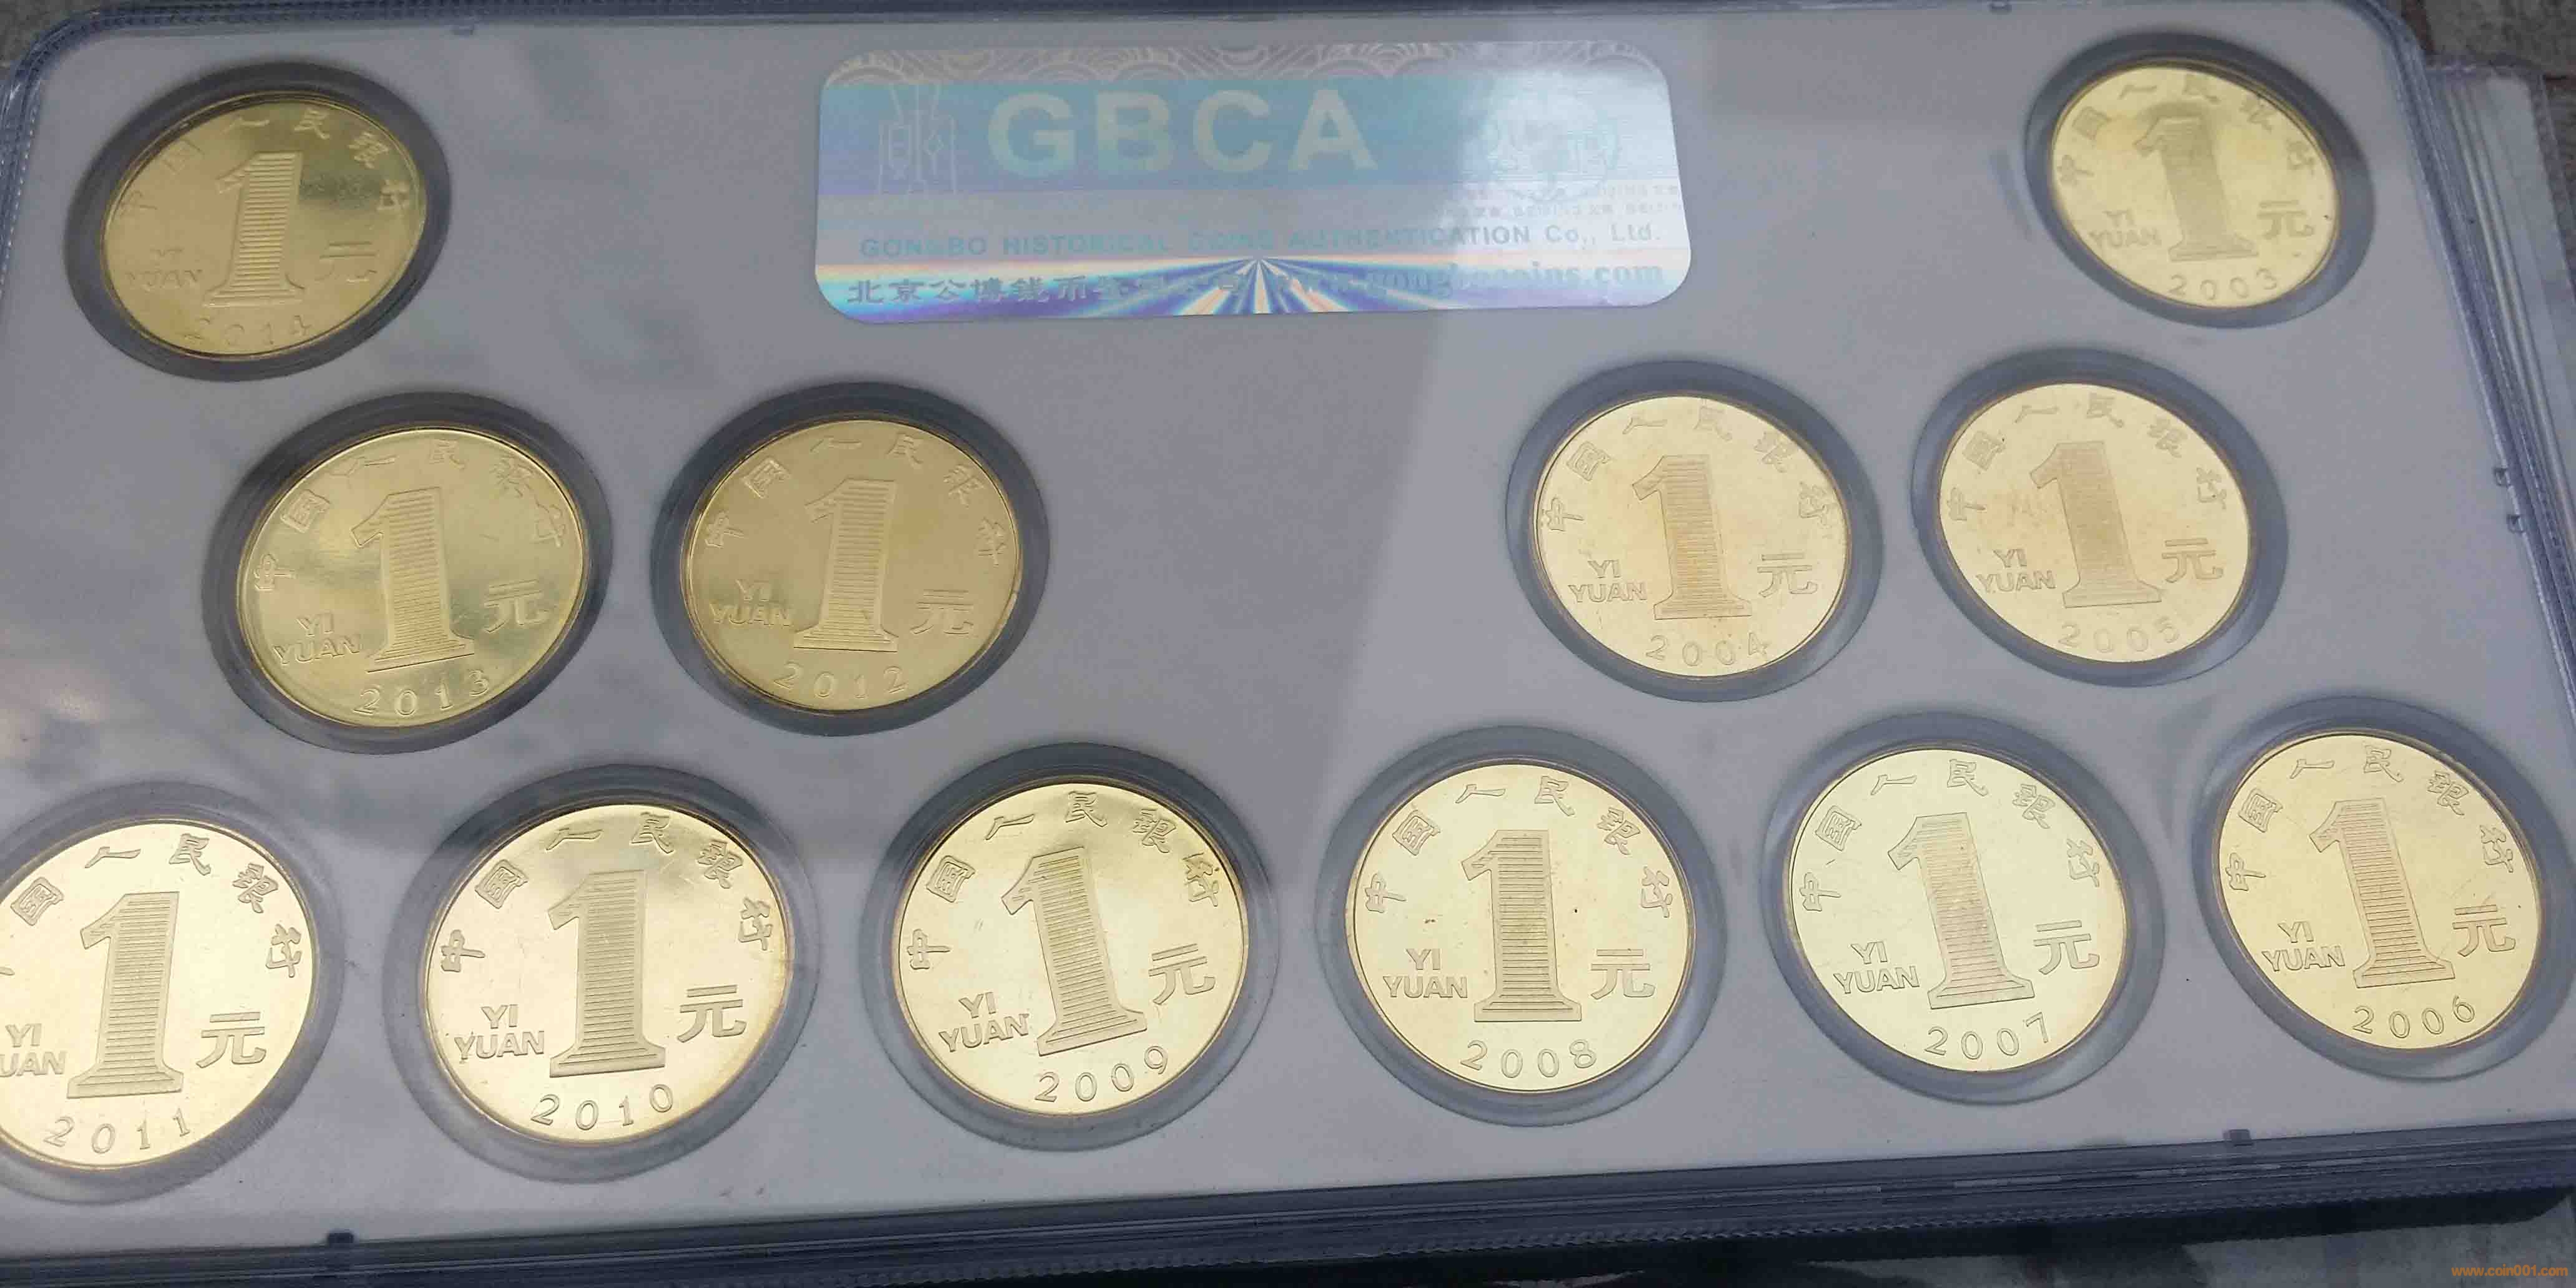 中国人民银行
1
YI
YUAN
元
2014
GBCA
GONGBO HISTORICAL COINS AUTHENTICATION Co,. Ltd.
北京公博钱币
www.gongbocoins.com
中国人民银行
1
YI
YUAN
元
2003
中国人民银行
1
YI
YUAN
元
2013
中国人民银行
1
YI
YUAN
元
2012
中国人民银行
1
YI
YUAN
元
2004
中国人民银行
1
YI
YUAN
元
2005
国人民银行
1
YI
UAN
元
2011
中国人民银行
1
YI
YUAN
元
2010
中国人民银行
1
YI
YUAN
元
2009
中国人民银行
1
YI
YUAN
元
2008
中国人民银行
1
YI
YUAN
元
2007
中国人民银行
1
YI
YUAN
元
2006
www.coin001.com